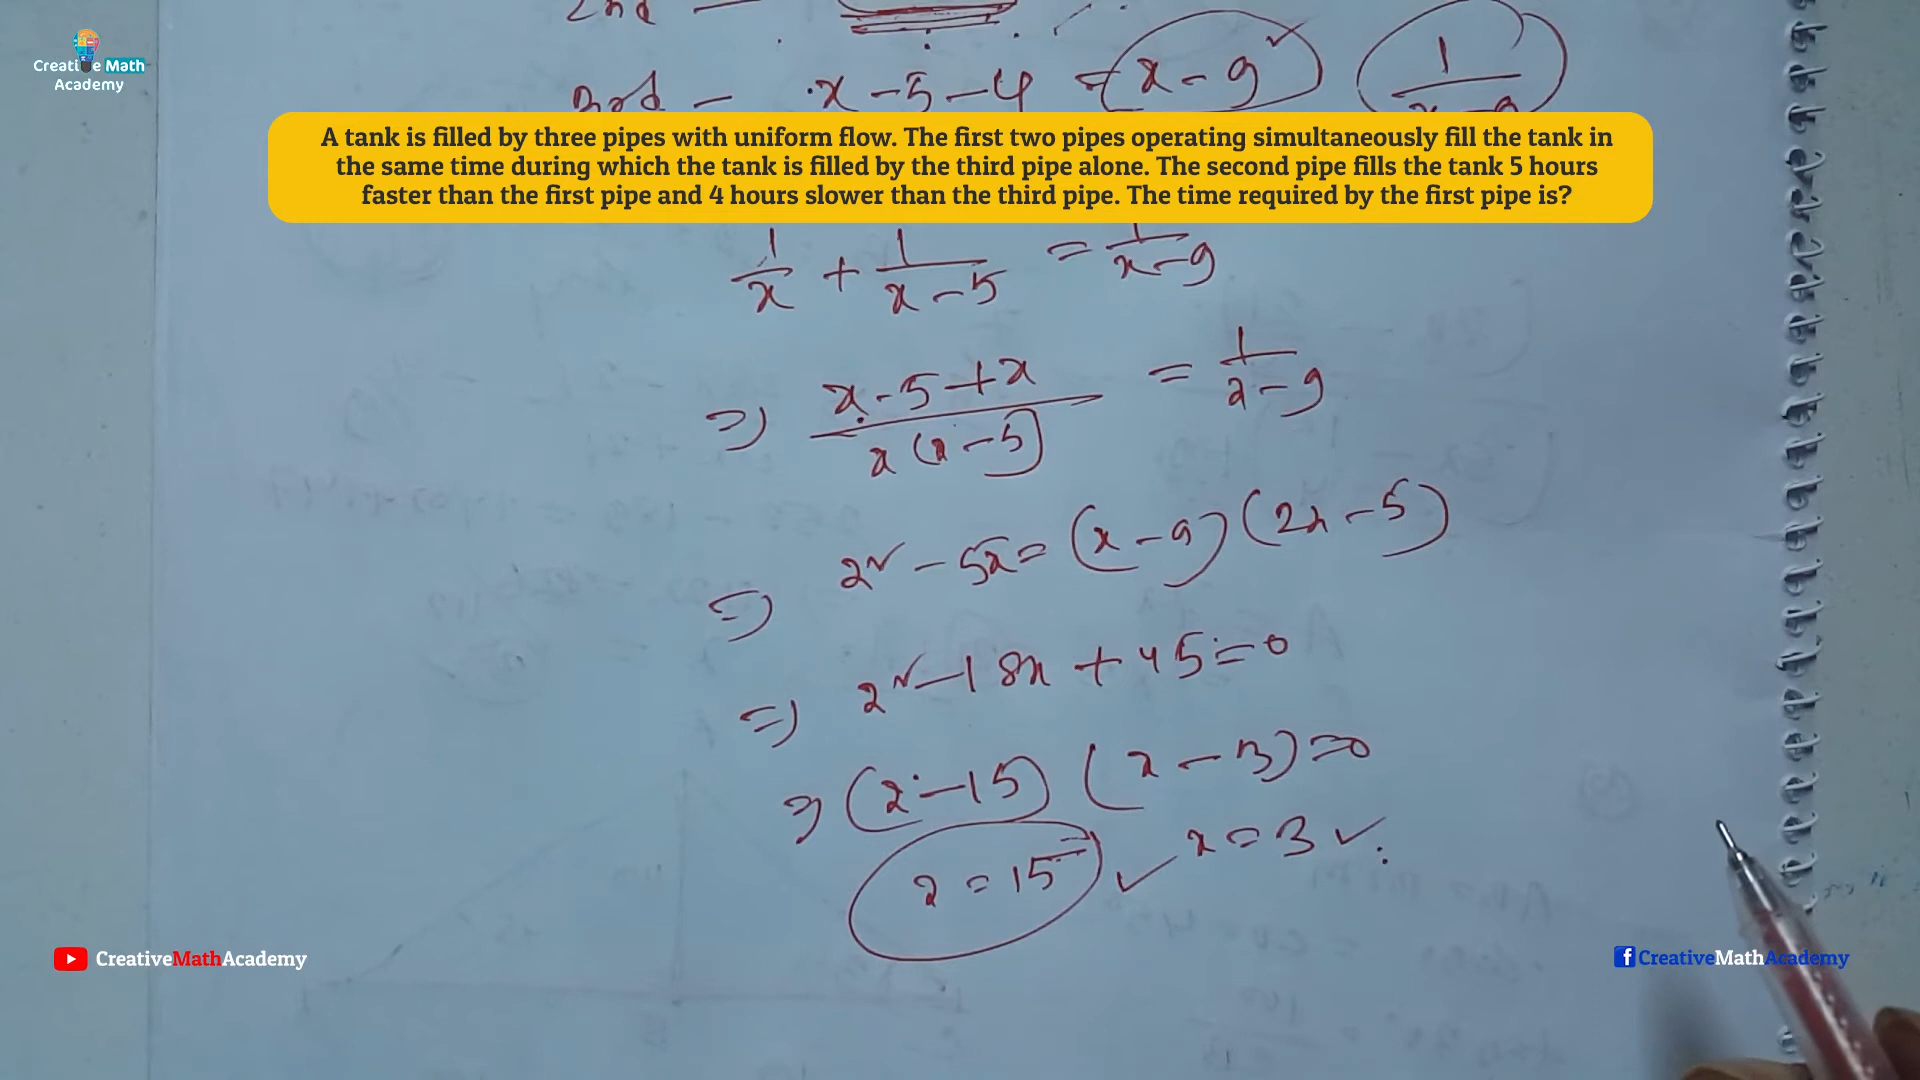 Creative Math
Academy
2nd —
3rd — x - 5 - 4 = x - 9 ✓ 1/(x - 9)
A tank is filled by three pipes with uniform flow. The first two pipes operating simultaneously fill the tank in
the same time during which the tank is filled by the third pipe alone. The second pipe fills the tank 5 hours
faster than the first pipe and 4 hours slower than the third pipe. The time required by the first pipe is?
1/x + 1/(x - 5) = 1/(x - 9)
⇒ (x - 5 + x)/(x(x - 5)) = 1/(x - 9)
⇒ x² - 5x = (x - 9)(2x - 5)
⇒ x² - 18x + 45 = 0
⇒ (x - 15)(x - 3) = 0
x = 15 ✓ x = 3 ✓
CreativeMathAcademy
CreativeMathAcademy